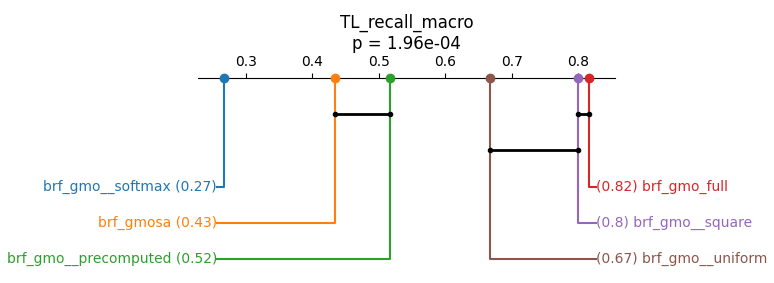 TL_recall_macro
p = 1.96e-04
0.3 0.4 0.5 0.6 0.7 0.8
brf_gmo__softmax (0.27)
(0.82) brf_gmo_full
brf_gmosa (0.43)
(0.8) brf_gmo__square
brf_gmo__precomputed (0.52)
(0.67) brf_gmo__uniform